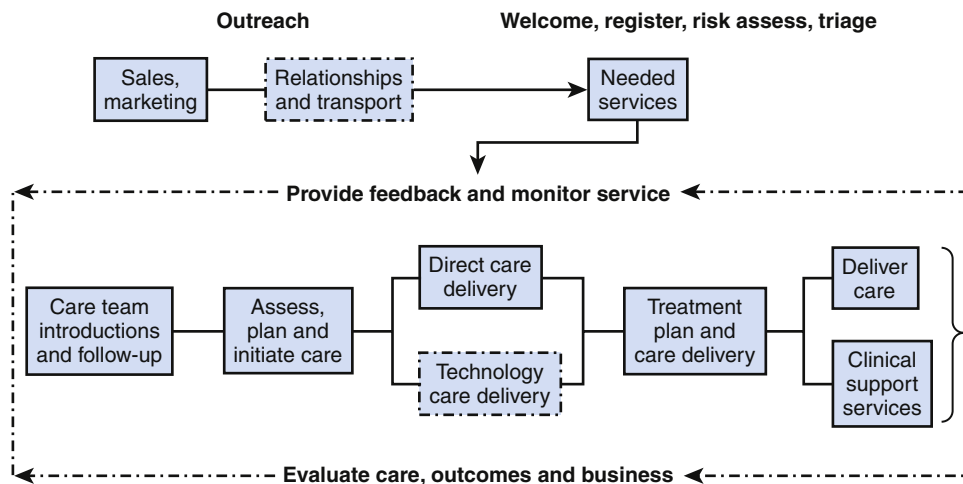 Outreach
Welcome, register, risk assess, triage
Sales,
marketing
Relationships
and transport
Needed
services
Provide feedback and monitor service
Care team
introductions
and follow-up
Assess,
plan and
initiate care
Direct care
delivery
Technology
care delivery
Treatment
plan and
care delivery
Deliver
care
Clinical
support
services
Evaluate care, outcomes and business